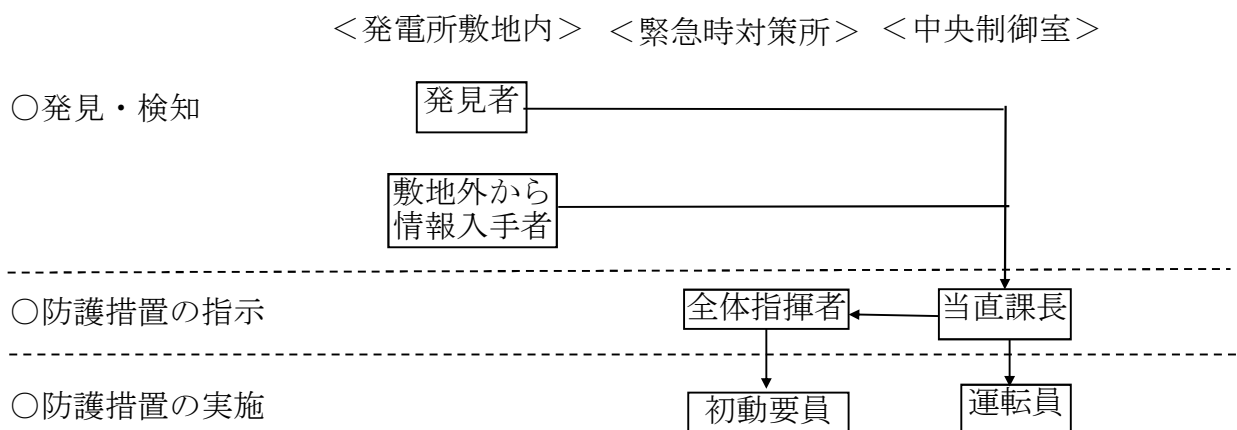 ＜発電所敷地内＞ ＜緊急時対策所＞ ＜中央制御室＞
○発見・検知
発見者
敷地外から
情報入手者
○防護措置の指示
全体指揮者
当直課長
○防護措置の実施
初動要員
運転員